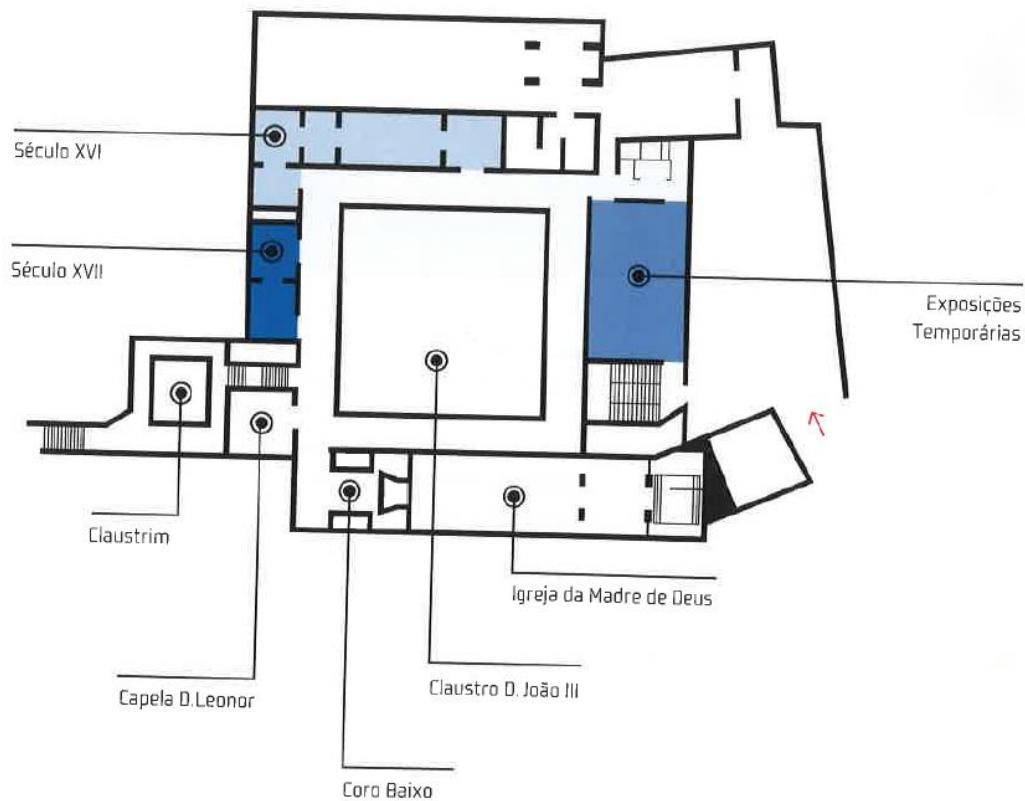 Século XVI
Século XVII
Exposições
Temporárias
Claustrim
Igreja da Madre de Deus
Capela D.Leonor
Claustro D. João III
Coro Baixo